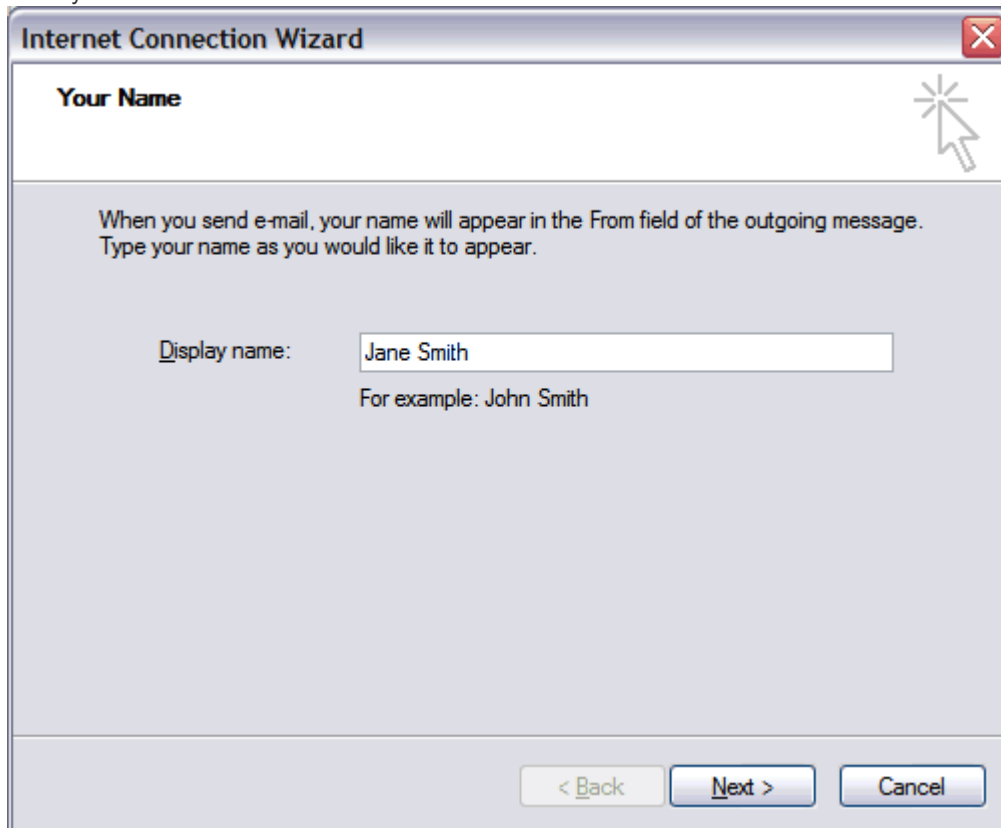 Internet Connection Wizard
Your Name
When you send e-mail, your name will appear in the From field of the outgoing message.
Type your name as you would like it to appear.
Display name: Jane Smith
For example: John Smith
< Back Next > Cancel